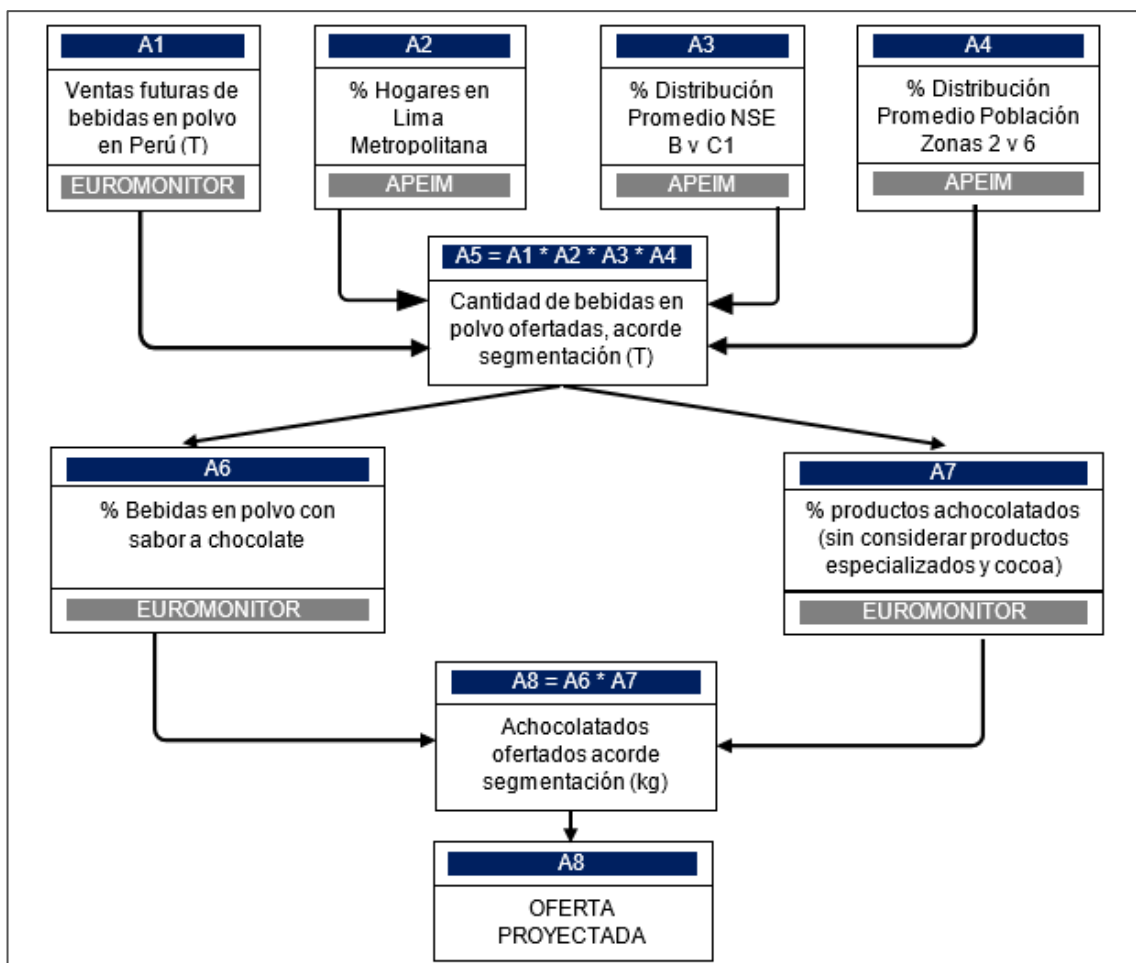 A1
Ventas futuras de
bebidas en polvo
en Perú (T)
EUROMONITOR
A2
% Hogares en
Lima
Metropolitana
APEIM
A3
% Distribución
Promedio NSE
B v C1
APEIM
A4
% Distribución
Promedio Población
Zonas 2 v 6
APEIM
A5 = A1 * A2 * A3 * A4
Cantidad de bebidas en
polvo ofertadas, acorde
segmentación (T)
A6
% Bebidas en polvo con
sabor a chocolate
EUROMONITOR
A7
% productos achocolatados
(sin considerar productos
especializados y cocoa)
EUROMONITOR
A8 = A6 * A7
Achocolatados
ofertados acorde
segmentación (kg)
A8
OFERTA
PROYECTADA